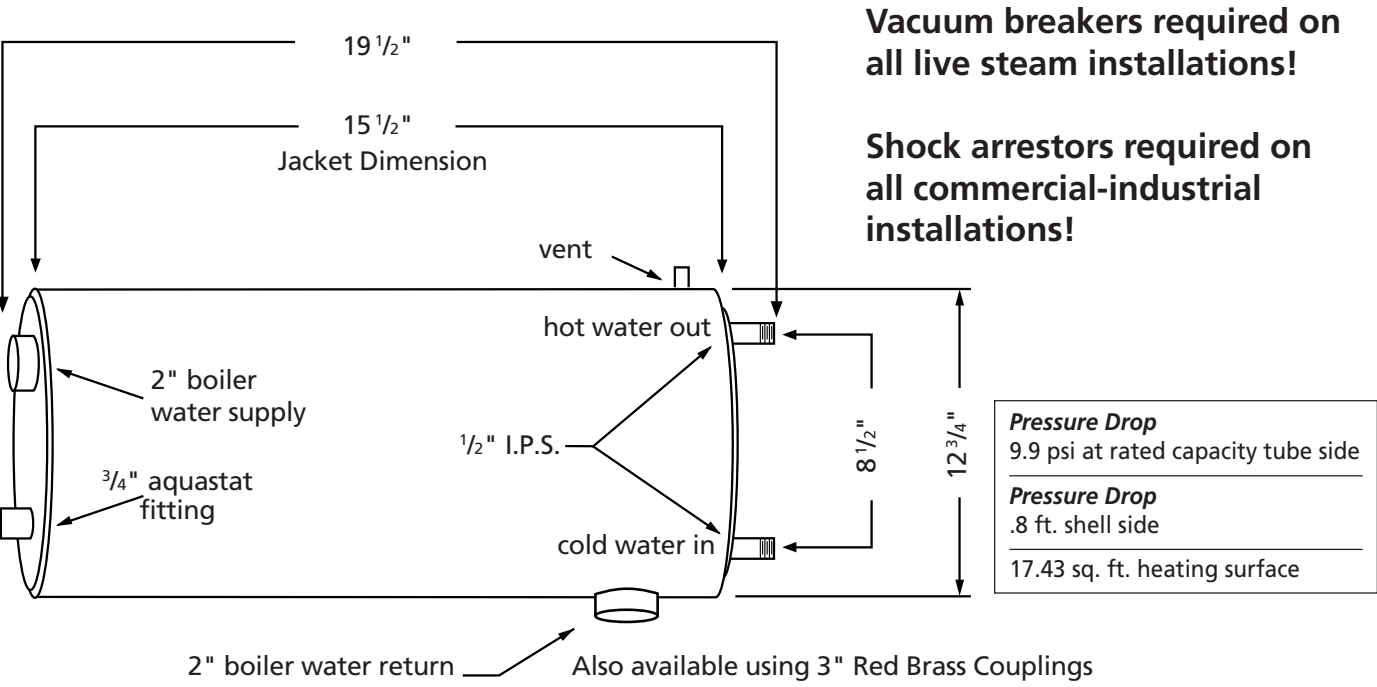 Vacuum breakers required on
all live steam installations!
Shock arrestors required on
all commercial-industrial
installations!
19 1/2"
15 1/2"
Jacket Dimension
vent
hot water out
2" boiler
water supply
1/2" I.P.S.
3/4" aquastat
fitting
cold water in
8 1/2"
12 3/4"
Pressure Drop
9.9 psi at rated capacity tube side
Pressure Drop
.8 ft. shell side
17.43 sq. ft. heating surface
2" boiler water return
Also available using 3" Red Brass Couplings